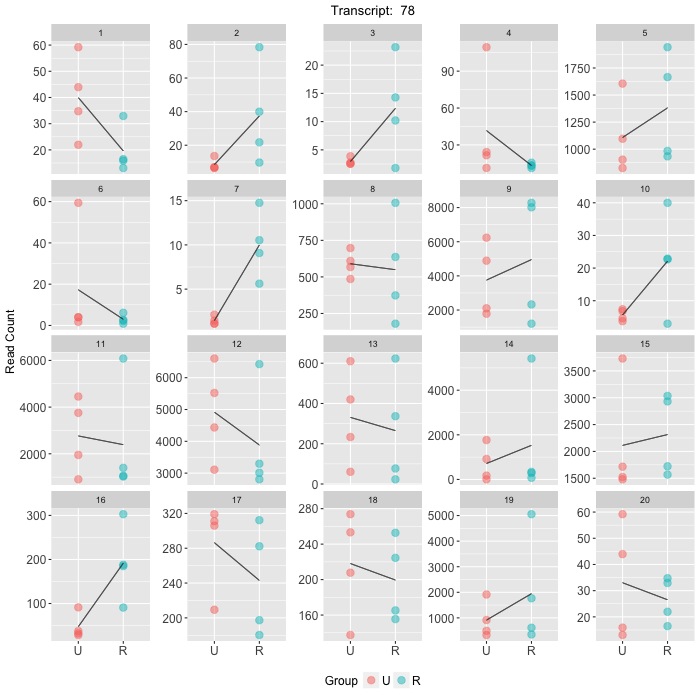 Transcript: 78
1 2 3 4 5
60 50 40 30 20
80 60 40 20
20 15 10 5
90 60 30
1750 1500 1250 1000
6 7 8 9 10
60 40 20 0
15 10 5
1000 750 500 250
8000 6000 4000 2000
40 30 20 10
Read Count
11 12 13 14 15
6000 4000 2000
6000 5000 4000 3000
600 400 200 0
4000 2000 0
3500 3000 2500 2000 1500
16 17 18 19 20
300 200 100
320 280 240 200
280 240 200 160
5000 4000 3000 2000 1000
60 50 40 30 20
U R U R U R U R U R
Group U R